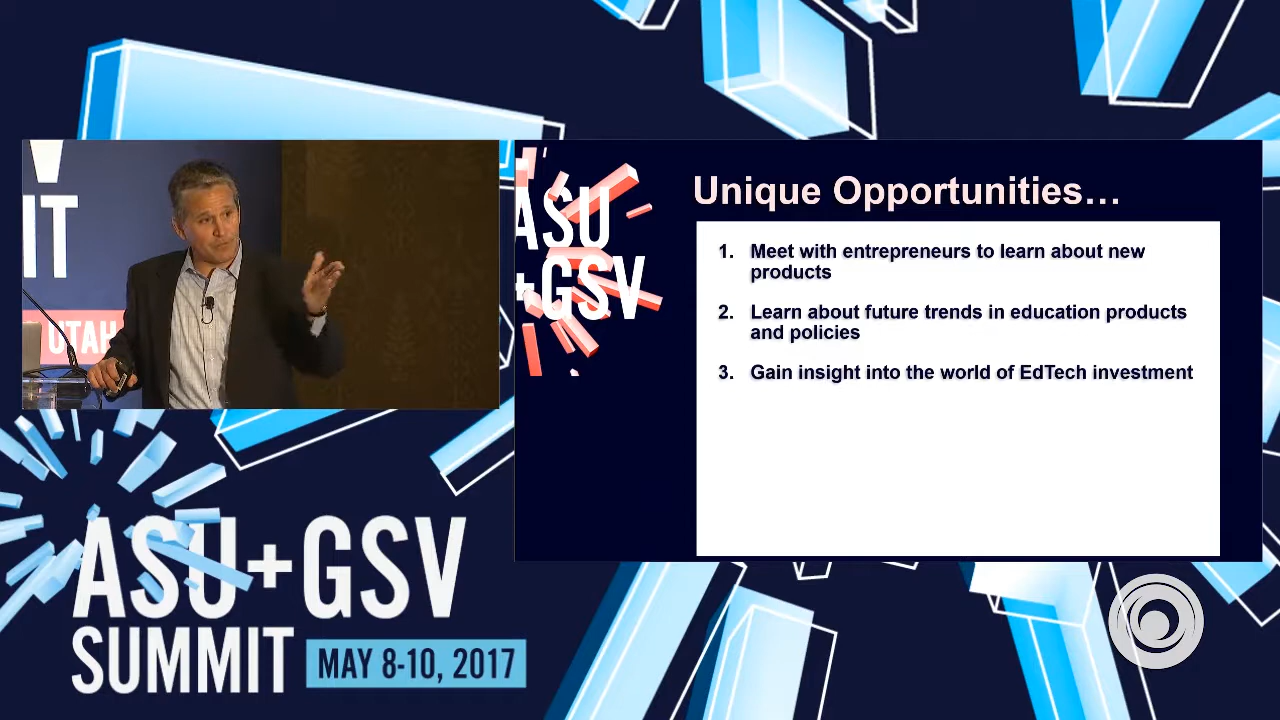 IT
UTAH
ASU
+GSV
Unique Opportunities…
1. Meet with entrepreneurs to learn about new
products
2. Learn about future trends in education products
and policies
3. Gain insight into the world of EdTech investment
ASU+GSV
SUMMIT
MAY 8-10, 2017